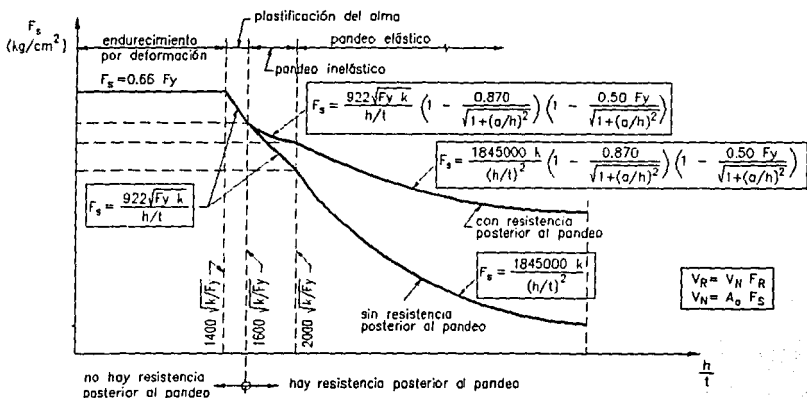 F_s
(kg/cm²)
plastificación del alma
endurecimiento
por deformación
pandeo elástico
pandeo inelástico
F_s = 0.66 Fy
F_s = 922√Fy k / h/t (1 − 0.870 / √1+(a/h)²) (1 − 0.50 Fy / √1+(a/h)²)
F_s = 1845000 k / (h/t)² (1 − 0.870 / √1+(a/h)²) (1 − 0.50 Fy / √1+(a/h)²)
F_s = 922√Fy k / h/t
con resistencia
posterior al pandeo
F_s = 1845000 k / (h/t)²
sin resistencia
posterior al pandeo
V_R = V_N F_R
V_N = A_a F_S
1400 √k/Fy
1600 √k/Fy
2000 √k/Fy
h
t
no hay resistencia
posterior al pandeo
hay resistencia posterior al pandeo